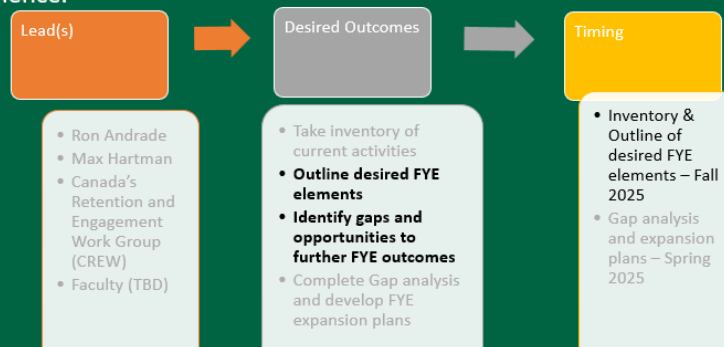 Lead(s)
• Ron Andrade
• Max Hartman
• Canada's
Retention and
Engagement
Work Group
(CREW)
• Faculty (TBD)
Desired Outcomes
• Take inventory of
current activities
• Outline desired FYE
elements
• Identify gaps and
opportunities to
further FYE outcomes
• Complete Gap analysis
and develop FYE
expansion plans
Timing
• Inventory &
Outline of
desired FYE
elements – Fall
2025
• Gap analysis
and expansion
plans – Spring
2025